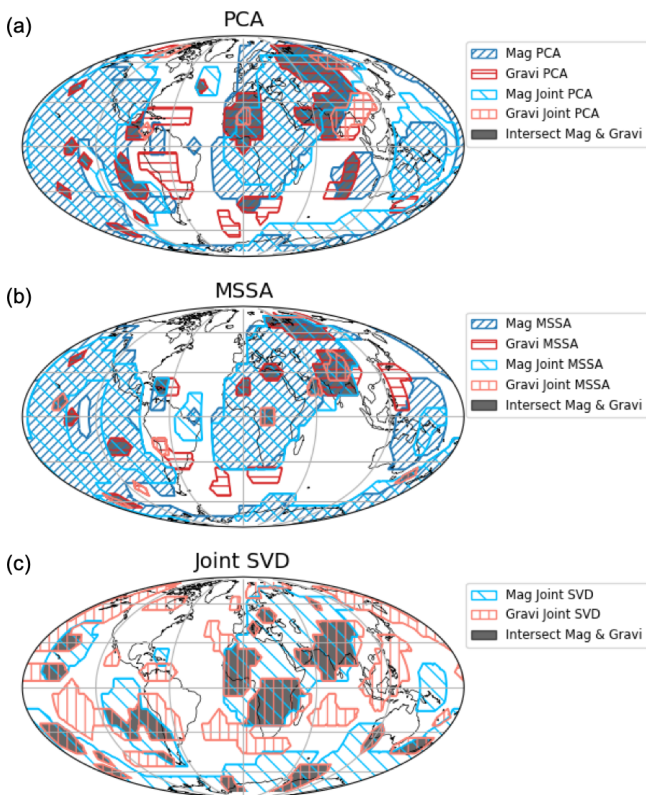 (a)
PCA
Mag PCA
Gravi PCA
Mag Joint PCA
Gravi Joint PCA
Intersect Mag & Gravi
(b)
MSSA
Mag MSSA
Gravi MSSA
Mag Joint MSSA
Gravi Joint MSSA
Intersect Mag & Gravi
(c)
Joint SVD
Mag Joint SVD
Gravi Joint SVD
Intersect Mag & Gravi